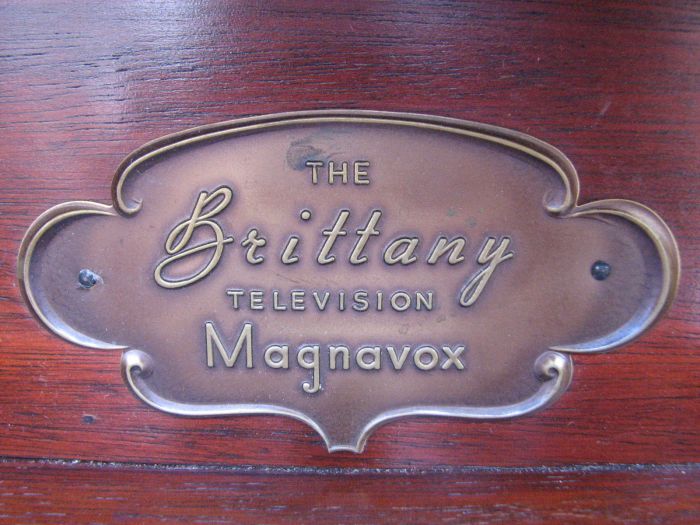 THE
Brittany
TELEVISION
Magnavox